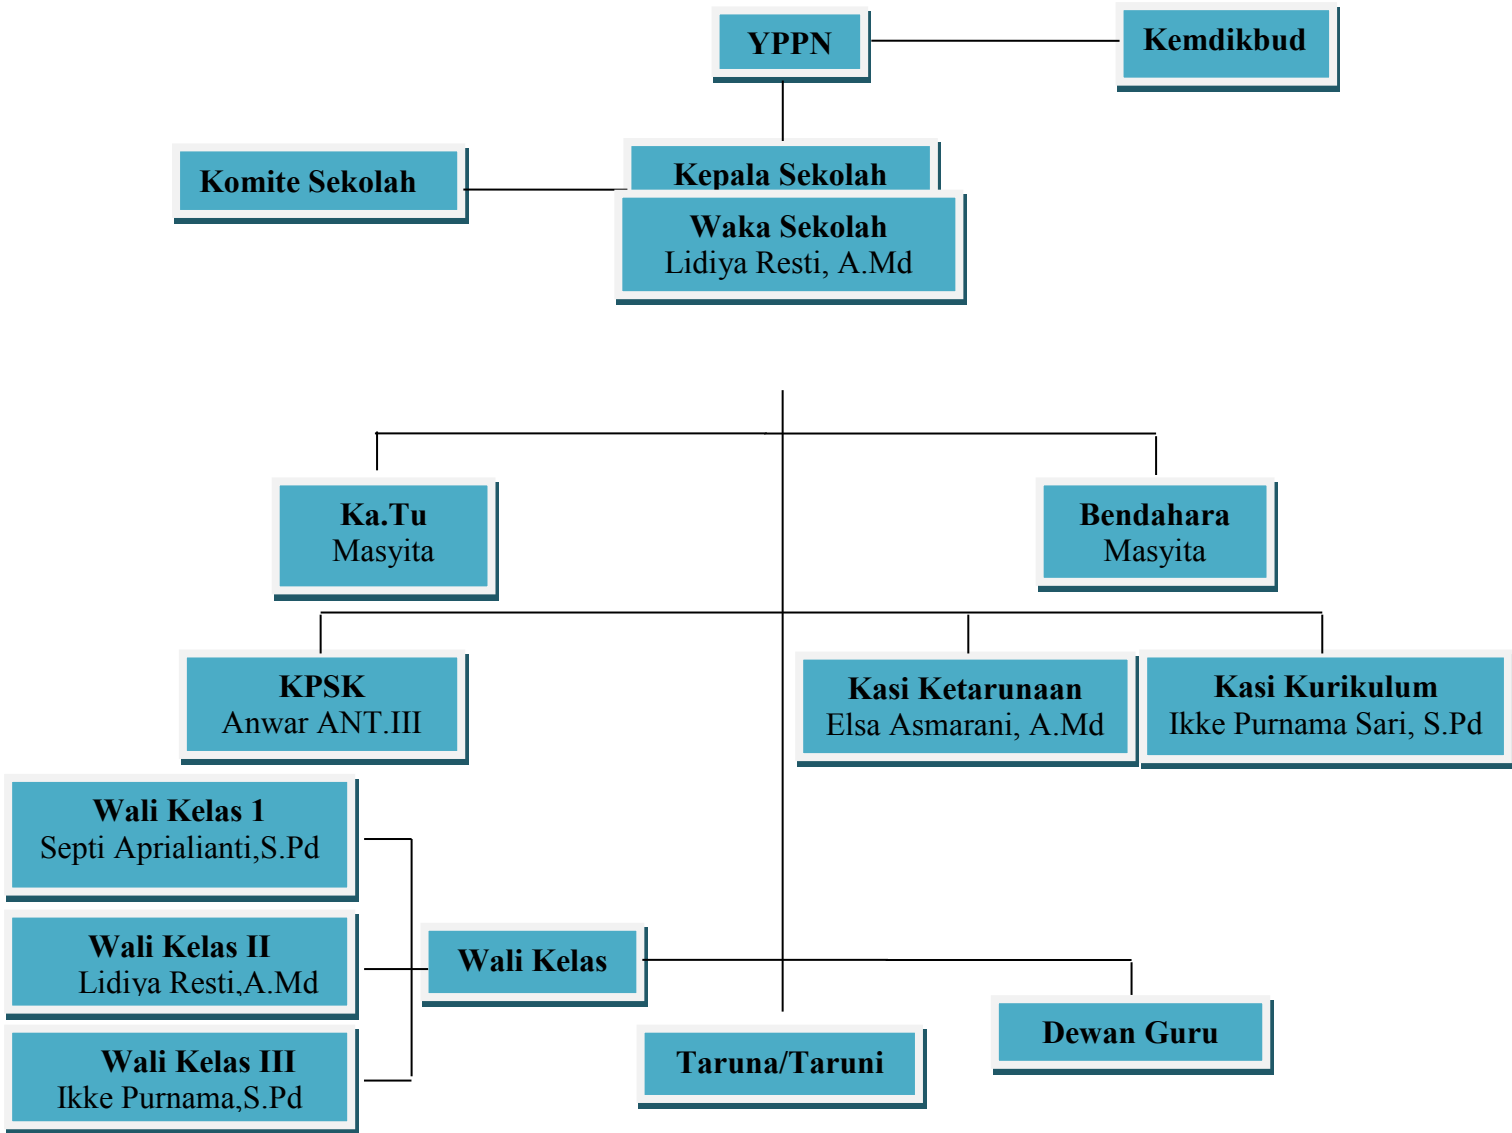 YPPN
Kemdikbud
Komite Sekolah
Kepala Sekolah
Waka Sekolah
Lidiya Resti, A.Md
Ka.Tu
Masyita
Bendahara
Masyita
KPSK
Anwar ANT.III
Kasi Ketarunaan
Elsa Asmarani, A.Md
Kasi Kurikulum
Ikke Purnama Sari, S.Pd
Wali Kelas 1
Septi Aprialianti,S.Pd
Wali Kelas II
Lidiya Resti,A.Md
Wali Kelas III
Ikke Purnama,S.Pd
Wali Kelas
Taruna/Taruni
Dewan Guru